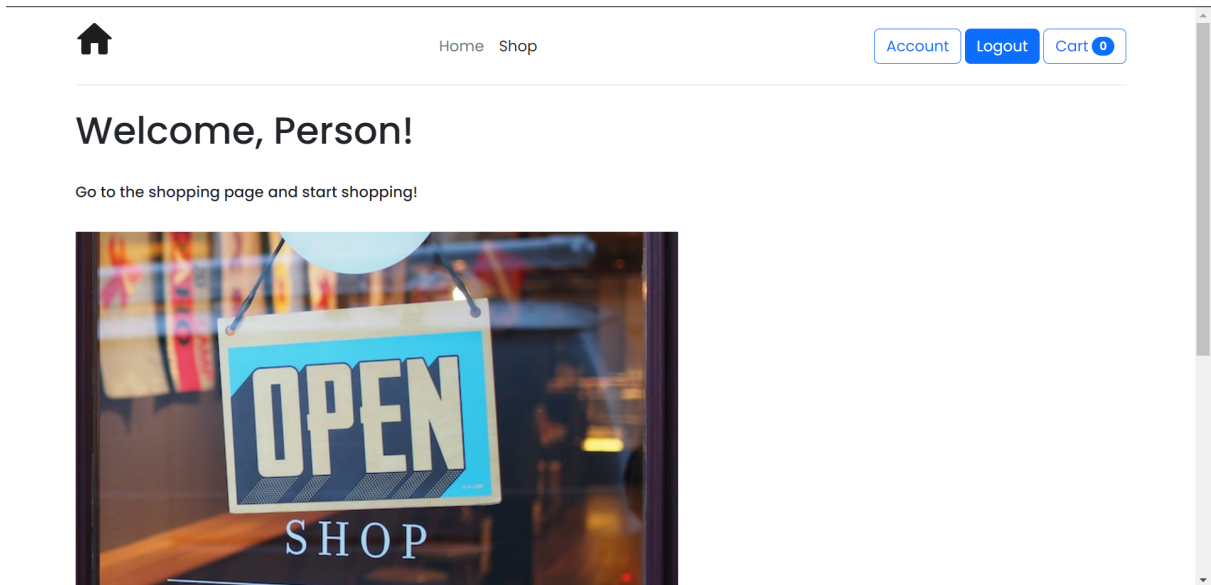 Home Shop Account Logout Cart 0
Welcome, Person!
Go to the shopping page and start shopping!
OPEN
SHOP